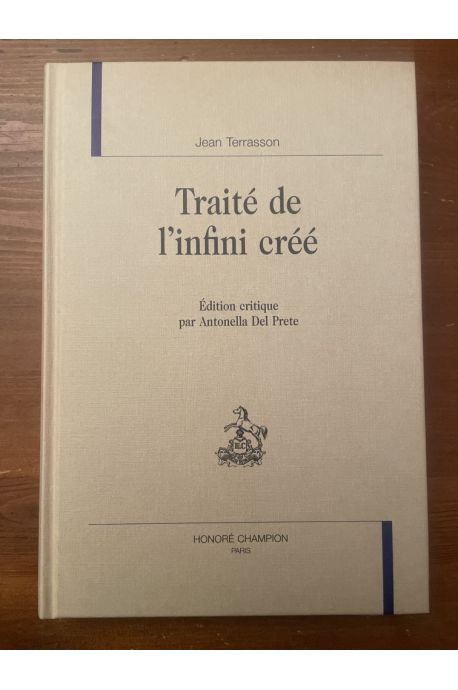 Jean Terrasson
Traité de
l'infini créé
Édition critique
par Antonella Del Prete
HONORÉ CHAMPION
PARIS